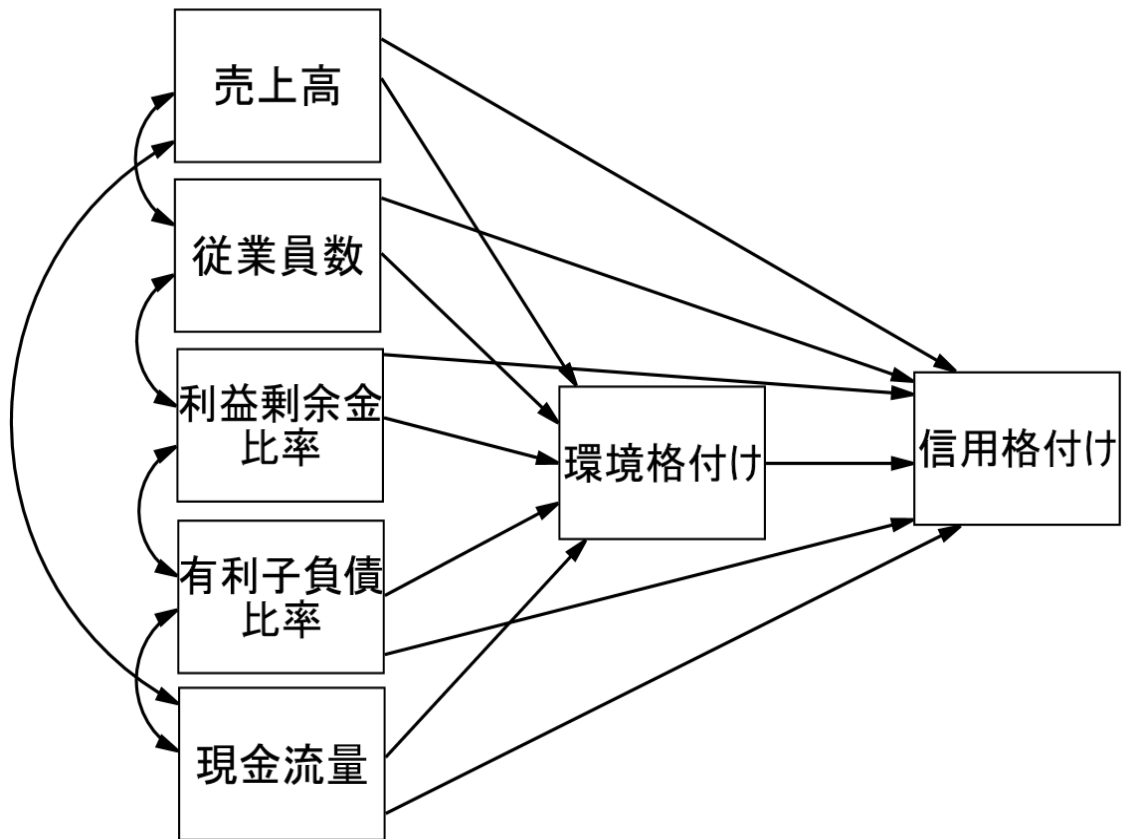 売上高
従業員数
利益剰余金
比率
有利子負債
比率
現金流量
環境格付け
信用格付け